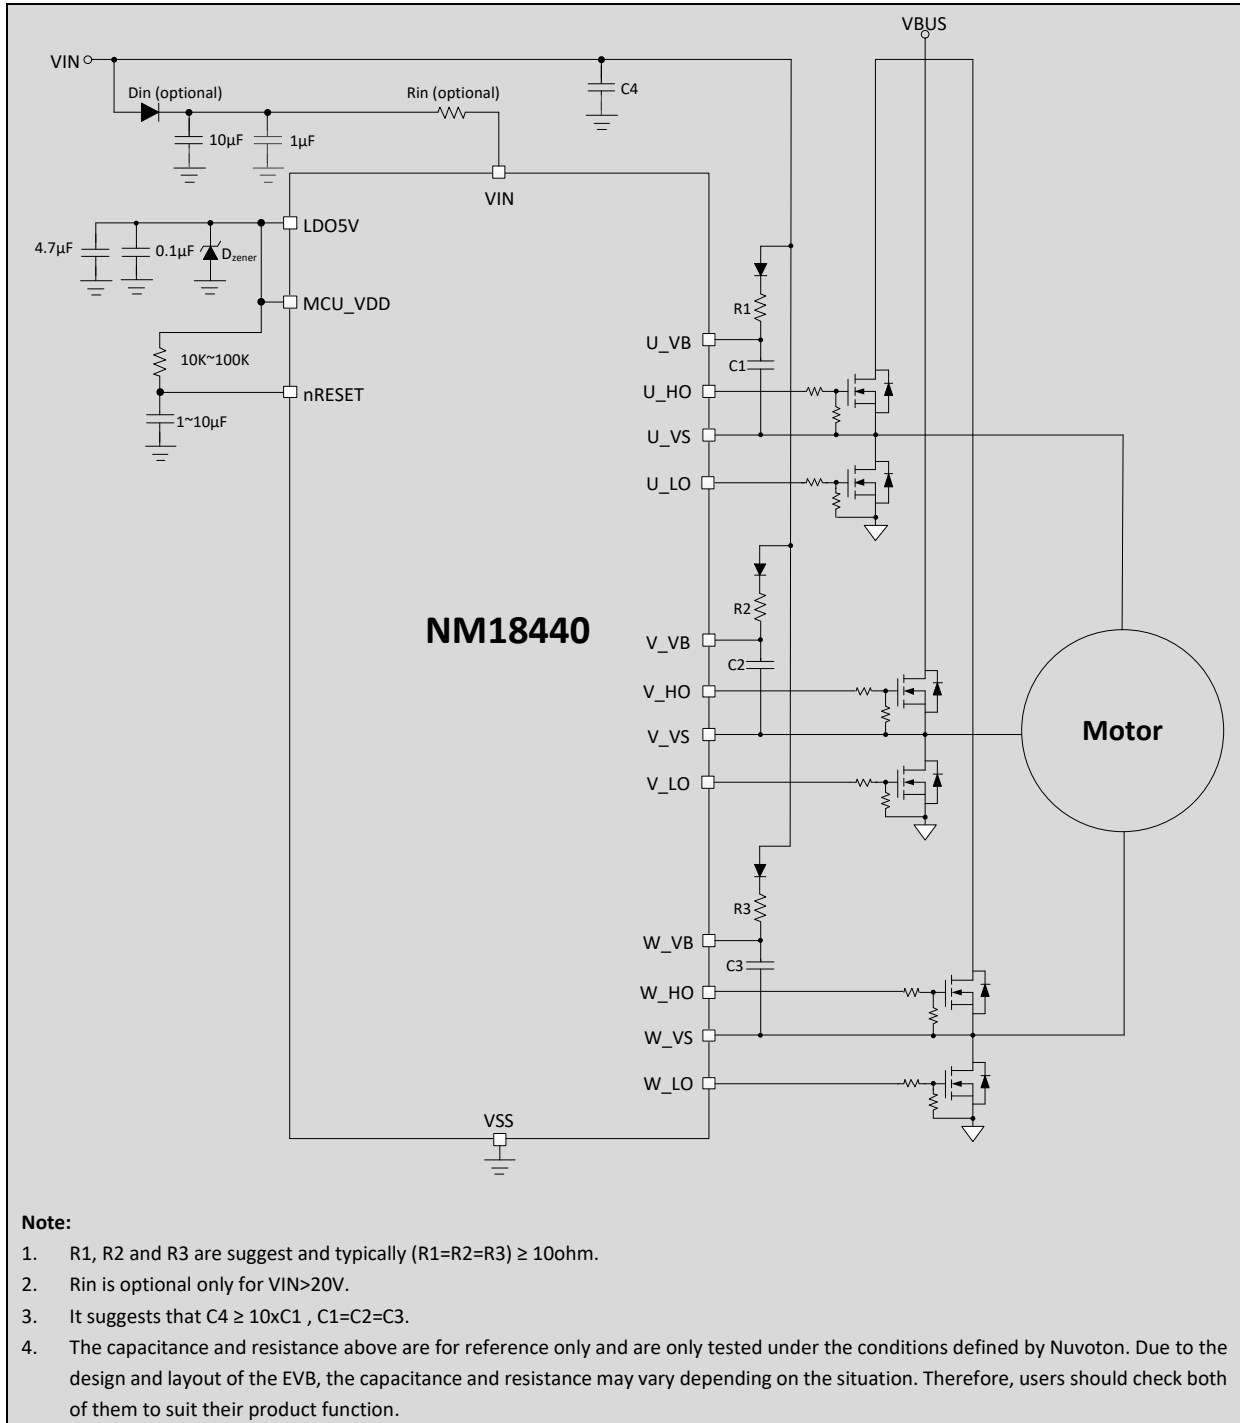 VBUS
VIN
Din (optional)
Rin (optional)
C4
10µF
1µF
VIN
LDO5V
4.7µF
0.1µF
Dzener
MCU_VDD
R1
U_VB
10K~100K
C1
U_HO
nRESET
1~10µF
U_VS
U_LO
R2
NM18440
V_VB
C2
V_HO
V_VS
Motor
V_LO
R3
W_VB
C3
W_HO
W_VS
W_LO
VSS
Note:
1. R1, R2 and R3 are suggest and typically (R1=R2=R3) ≥ 10ohm.
2. Rin is optional only for VIN>20V.
3. It suggests that C4 ≥ 10xC1 , C1=C2=C3.
4. The capacitance and resistance above are for reference only and are only tested under the conditions defined by Nuvoton. Due to the
design and layout of the EVB, the capacitance and resistance may vary depending on the situation. Therefore, users should check both
of them to suit their product function.